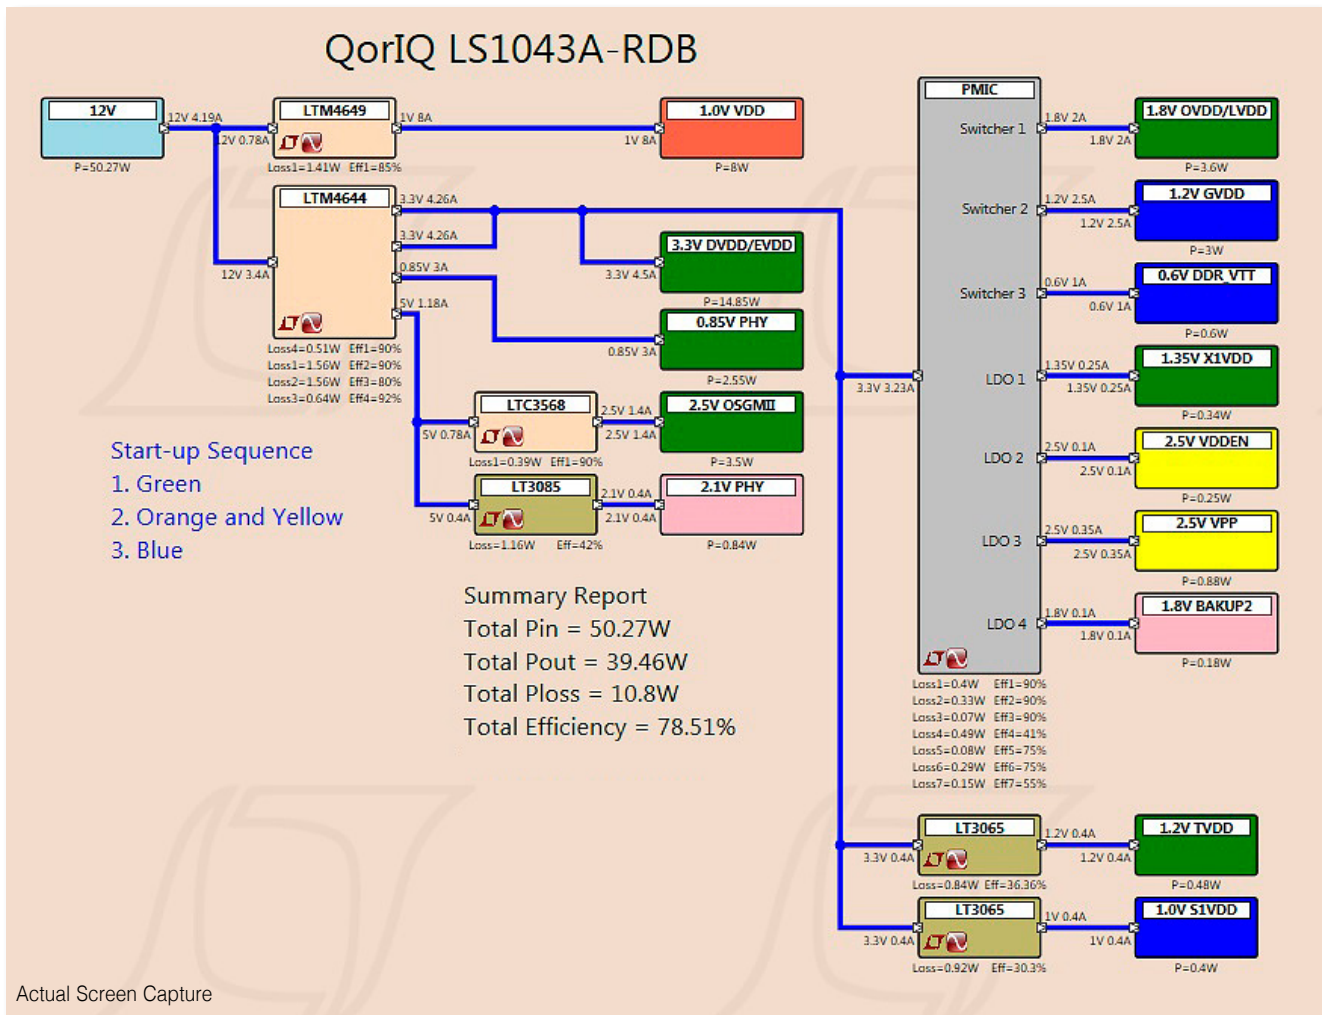 QorIQ LS1043A-RDB
12V
12V 4.19A
P=50.27W
12V 0.78A
LTM4649
1V 8A
Loss1=1.41W Eff1=85%
1V 8A
1.0V VDD
P=8W
12V 3.4A
LTM4644
3.3V 4.26A
3.3V 4.26A
0.85V 3A
5V 1.18A
Loss4=0.51W Eff1=90%
Loss1=1.56W Eff2=90%
Loss2=1.56W Eff3=80%
Loss3=0.64W Eff4=92%
3.3V 4.5A
3.3V DVDD/EVDD
P=14.85W
0.85V 3A
0.85V PHY
P=2.55W
5V 0.78A
LTC3568
2.5V 1.4A
Loss1=0.39W Eff1=90%
2.5V 1.4A
2.5V OSGMII
P=3.5W
5V 0.4A
LT3085
2.1V 0.4A
Loss=1.16W Eff=42%
2.1V 0.4A
2.1V PHY
P=0.84W
Start-up Sequence
1. Green
2. Orange and Yellow
3. Blue
Summary Report
Total Pin = 50.27W
Total Pout = 39.46W
Total Ploss = 10.8W
Total Efficiency = 78.51%
3.3V 3.23A
PMIC
Switcher 1
1.8V 2A
1.8V 2A
1.8V OVDD/LVDD
P=3.6W
Switcher 2
1.2V 2.5A
1.2V 2.5A
1.2V GVDD
P=3W
Switcher 3
0.6V 1A
0.6V 1A
0.6V DDR_VTT
P=0.6W
LDO 1
1.35V 0.25A
1.35V 0.25A
1.35V X1VDD
P=0.34W
LDO 2
2.5V 0.1A
2.5V 0.1A
2.5V VDDEN
P=0.25W
LDO 3
2.5V 0.35A
2.5V 0.35A
2.5V VPP
P=0.88W
LDO 4
1.8V 0.1A
1.8V 0.1A
1.8V BAKUP2
P=0.18W
Loss1=0.4W Eff1=90%
Loss2=0.33W Eff2=90%
Loss3=0.07W Eff3=90%
Loss4=0.49W Eff4=41%
Loss5=0.08W Eff5=75%
Loss6=0.29W Eff6=75%
Loss7=0.15W Eff7=55%
3.3V 0.4A
LT3065
1.2V 0.4A
Loss=0.84W Eff=36.36%
1.2V 0.4A
1.2V TVDD
P=0.48W
3.3V 0.4A
LT3065
1V 0.4A
Loss=0.92W Eff=30.3%
1V 0.4A
1.0V S1VDD
P=0.4W
Actual Screen Capture